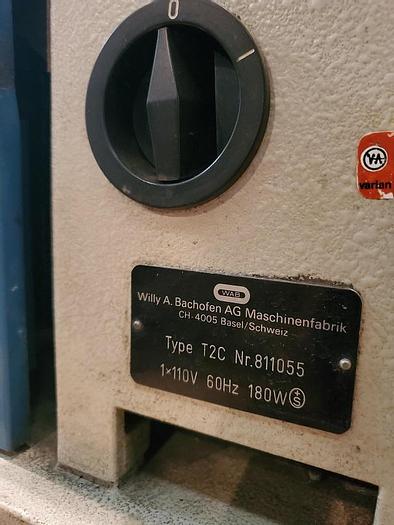 0
VA
varian
WAB
Willy A. Bachofen AG Maschinenfabrik
CH-4005 Basel/Schweiz
Type T2C Nr.811055
1×110V 60Hz 180W +S